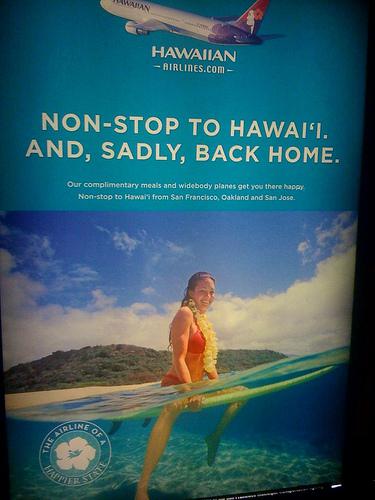 HAWAIIAN
HAWAIIAN
AIRLINES.COM
NON-STOP TO HAWAI‘I.
AND, SADLY, BACK HOME.
Our complimentary meals and widebody planes get you there happy.
Non-stop to Hawai‘i from San Francisco, Oakland and San Jose.
THE AIRLINE OF A
HAPPIER STATE